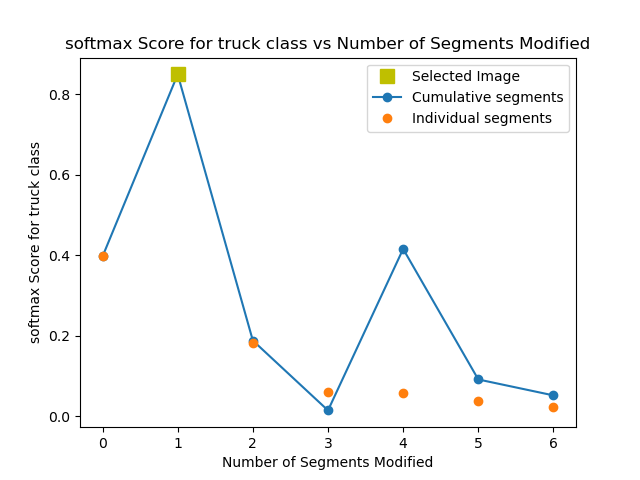 softmax Score for truck class vs Number of Segments Modified
Selected Image
Cumulative segments
Individual segments
softmax Score for truck class
0.8
0.6
0.4
0.2
0.0
0 1 2 3 4 5 6
Number of Segments Modified